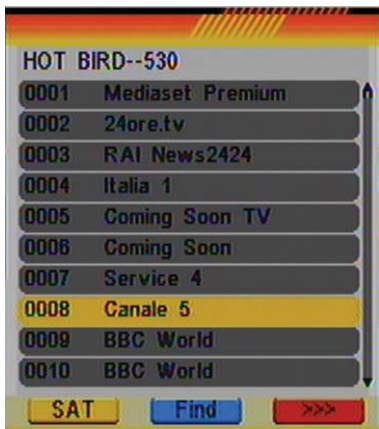 HOT BIRD--530
0001 Mediaset Premium
0002 24ore.tv
0003 RAI News2424
0004 Italia 1
0005 Coming Soon TV
0006 Coming Soon
0007 Service 4
0008 Canale 5
0009 BBC World
0010 BBC World
SAT Find >>>